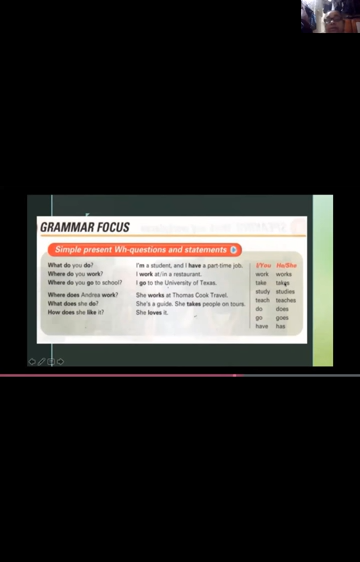 GRAMMAR FOCUS
Simple present Wh-questions and statements
What do you do? I'm a student, and I have a part-time job.
Where do you work? I work at/in a restaurant.
Where do you go to school? I go to the University of Texas.
Where does Andrea work? She works at Thomas Cook Travel.
What does she do? She's a guide. She takes people on tours.
How does she like it? She loves it.
I/You He/She
work works
take takes
study studies
teach teaches
do does
go goes
have has